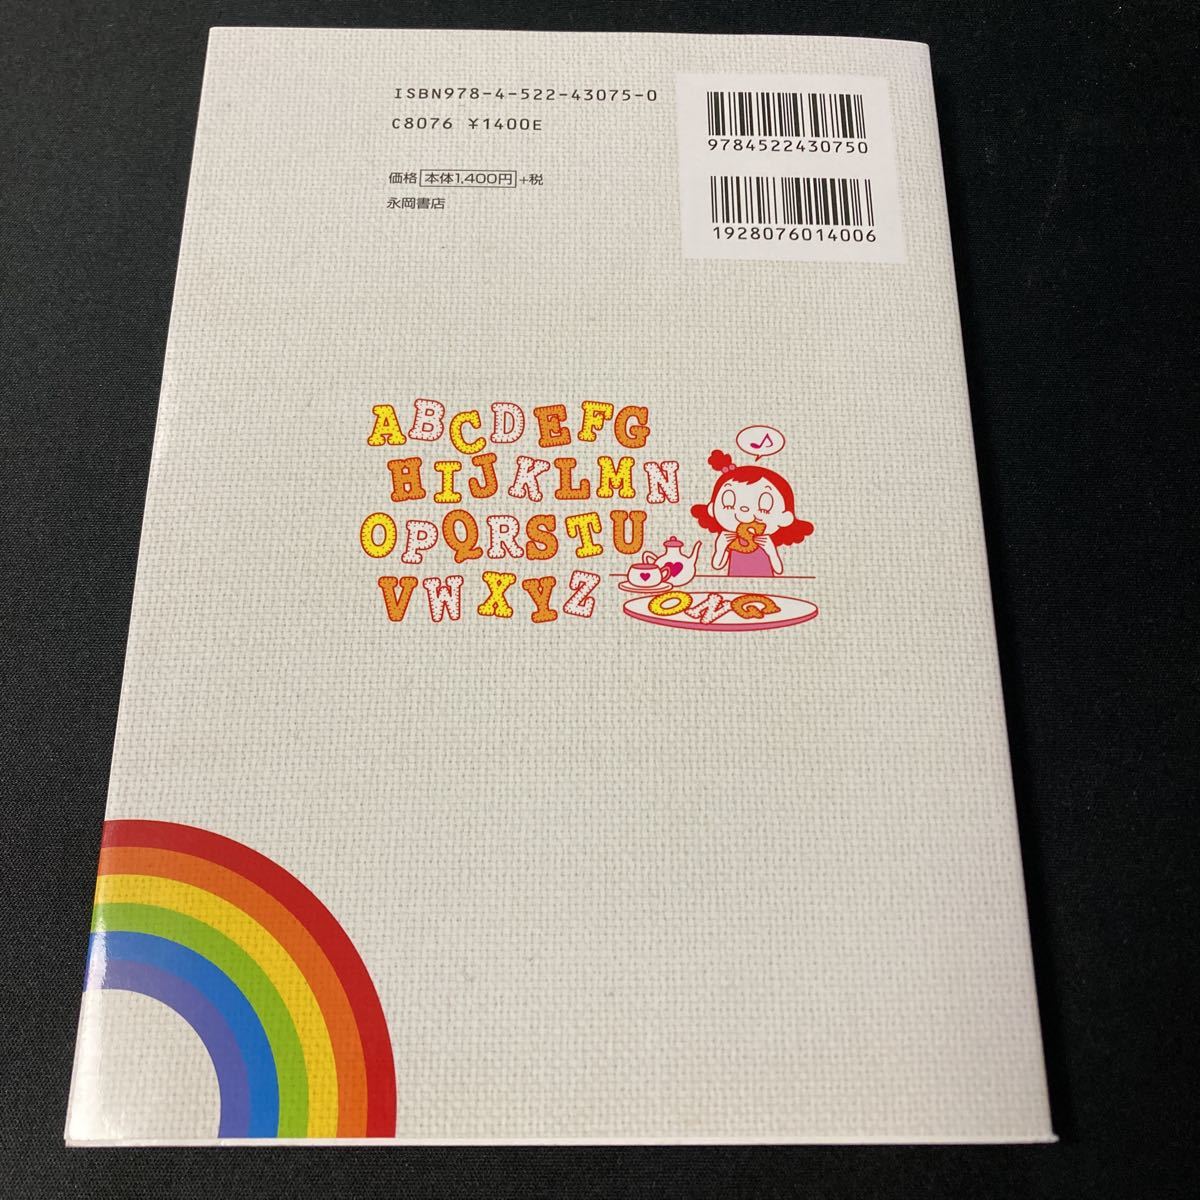 ISBN978-4-522-43075-0
C8076 ¥1400E
9784522430750
価格 本体1,400円 +税
永岡書店
1928076014006
ABCDEFG
HIJKLMN
OPQRSTU
VWXYZ
S
ONG